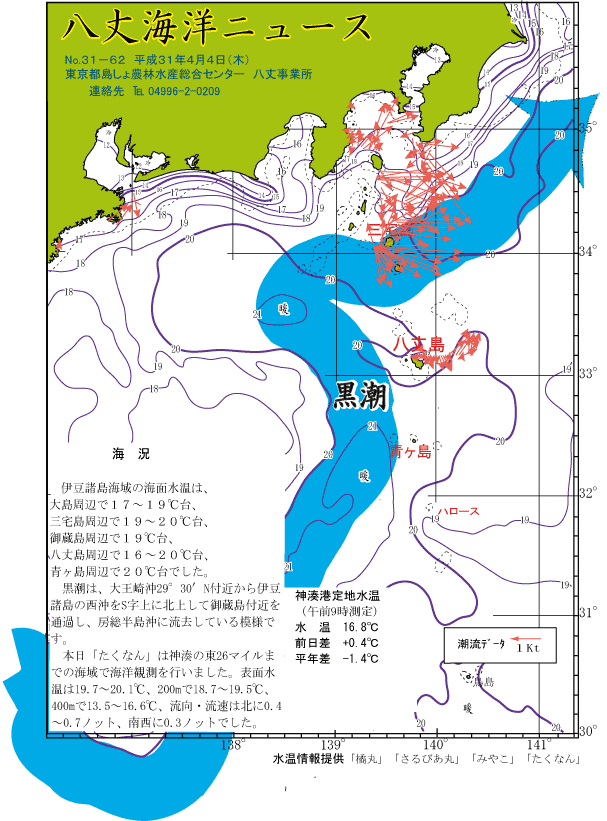 八丈海洋ニュース
No.31－62 平成31年4月4日(木)
東京都島しょ農林水産総合センター 八丈事業所
連絡先 ℡ 04996-2-0209
三宅
八丈島
黒潮
青ヶ島
ハロース
鳥島
暖
暖
暖
35°
34°
33°
32°
31°
30°
138°
139°
140°
141°
海 況
伊豆諸島海域の海面水温は、
大島周辺で１７～１９℃台、
三宅島周辺で１９～２０℃台、
御蔵島周辺で１９℃台、
八丈島周辺で１６～２０℃台、
青ヶ島周辺で２０℃台でした。
黒潮は、大王崎沖29°30′N付近から伊豆
諸島の西沖をS字上に北上して御蔵島付近を
通過し、房総半島沖に流去している模様で
す。
本日「たくなん」は神湊の東26マイルま
での海域で海洋観測を行いました。表面水
温は19.7～20.1℃、200mで18.7～19.5℃、
400mで13.5～16.6℃、流向・流速は北に0.4
～0.7ノット、南西に0.3ノットでした。
神湊港定地水温
（午前9時測定）
水　温 16.8℃
前日差 +0.4℃
平年差 -1.4℃
潮流ﾃﾞｰﾀ
1 Kt
水温情報提供「橘丸」「さるびあ丸」「みやこ」「たくなん」